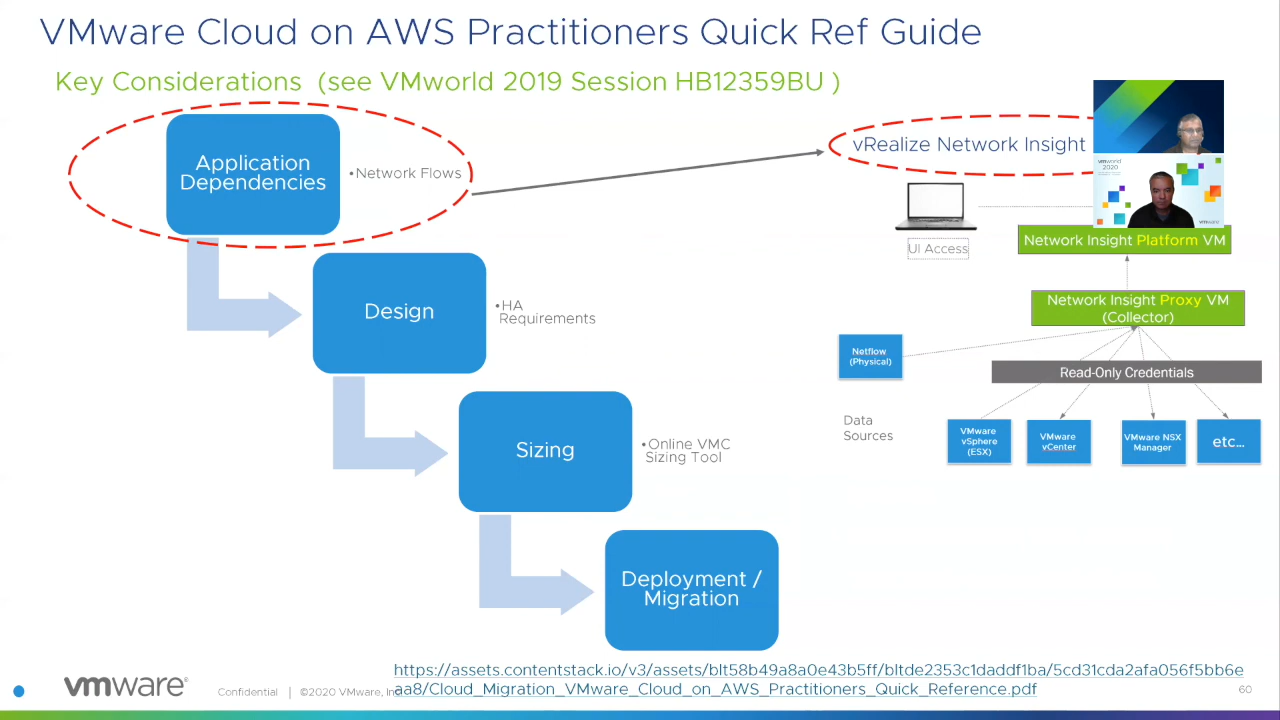 VMware Cloud on AWS Practitioners Quick Ref Guide
Key Considerations (see VMworld 2019 Session HB12359BU )
Application
Dependencies
•Network Flows
Design
•HA
Requirements
Sizing
•Online VMC
Sizing Tool
Deployment /
Migration
vRealize Network Insight
vmworld
2020
vmware
UI Access
Network Insight Platform VM
Network Insight Proxy VM
(Collector)
Netflow
(Physical)
Read-Only Credentials
Data
Sources
VMware
vSphere
(ESX)
VMware
vCenter
VMware NSX
Manager
etc...
https://assets.contentstack.io/v3/assets/blt58b49a8a0e43b5ff/bltde2353c1daddf1ba/5cd31cda2afa056f5bb6e
aa8/Cloud_Migration_VMware_Cloud_on_AWS_Practitioners_Quick_Reference.pdf
vmware®
Confidential | ©2020 VMware, Inc
60